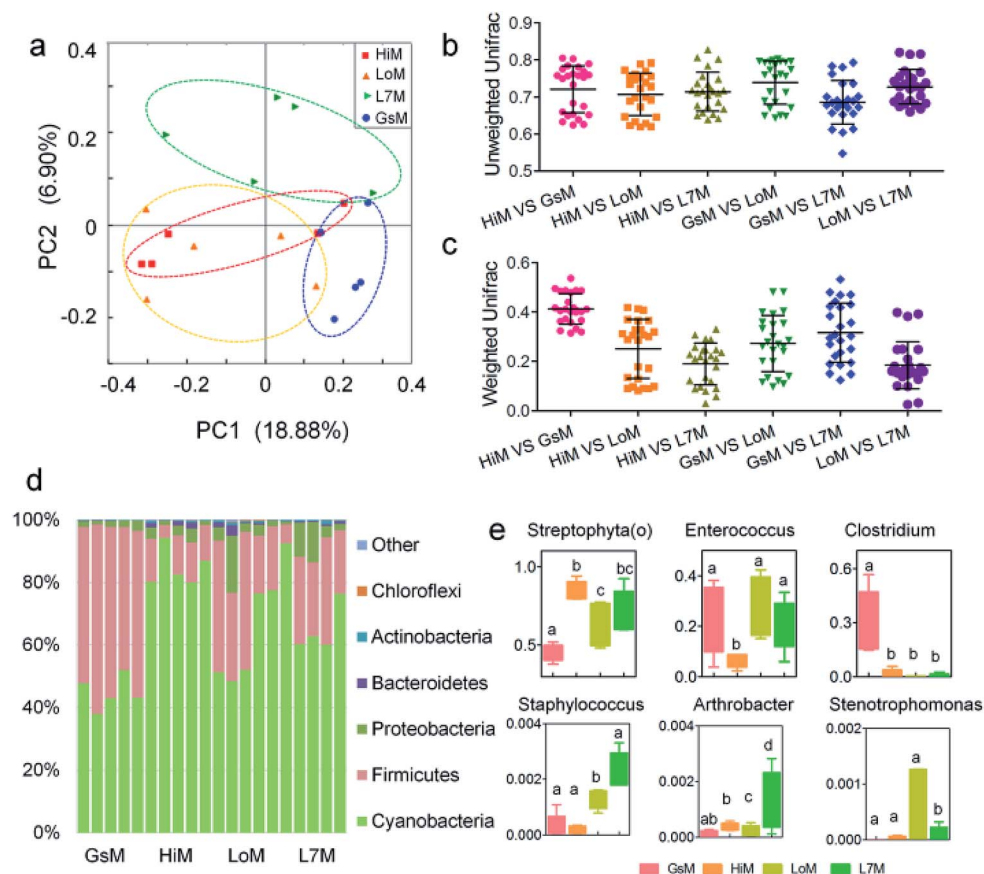 a
0.4
0.2
0
-0.2
-0.4
-0.2
0
0.2
0.4
PC2 (6.90%)
PC1 (18.88%)
HiM
LoM
L7M
GsM
b
Unweighted Unifrac
0.9
0.8
0.7
0.6
0.5
HiM VS GsM
HiM VS LoM
HiM VS L7M
GsM VS LoM
GsM VS L7M
LoM VS L7M
c
Weighted Unifrac
0.6
0.4
0.2
0.0
HiM VS GsM
HiM VS LoM
HiM VS L7M
GsM VS LoM
GsM VS L7M
LoM VS L7M
d
100%
80%
60%
40%
20%
0%
GsM HiM LoM L7M
Other
Chloroflexi
Actinobacteria
Bacteroidetes
Proteobacteria
Firmicutes
Cyanobacteria
e
Streptophyta(o)
1.0
0.5
a b c bc
Enterococcus
0.4
0.2
0.0
a b a a
Clostridium
0.6
0.3
0.0
a b b b
Staphylococcus
0.004
0.002
0.000
a a b a
Arthrobacter
0.004
0.002
0.000
ab b c d
Stenotrophomonas
0.002
0.001
0.000
a a a b
GsM HiM LoM L7M